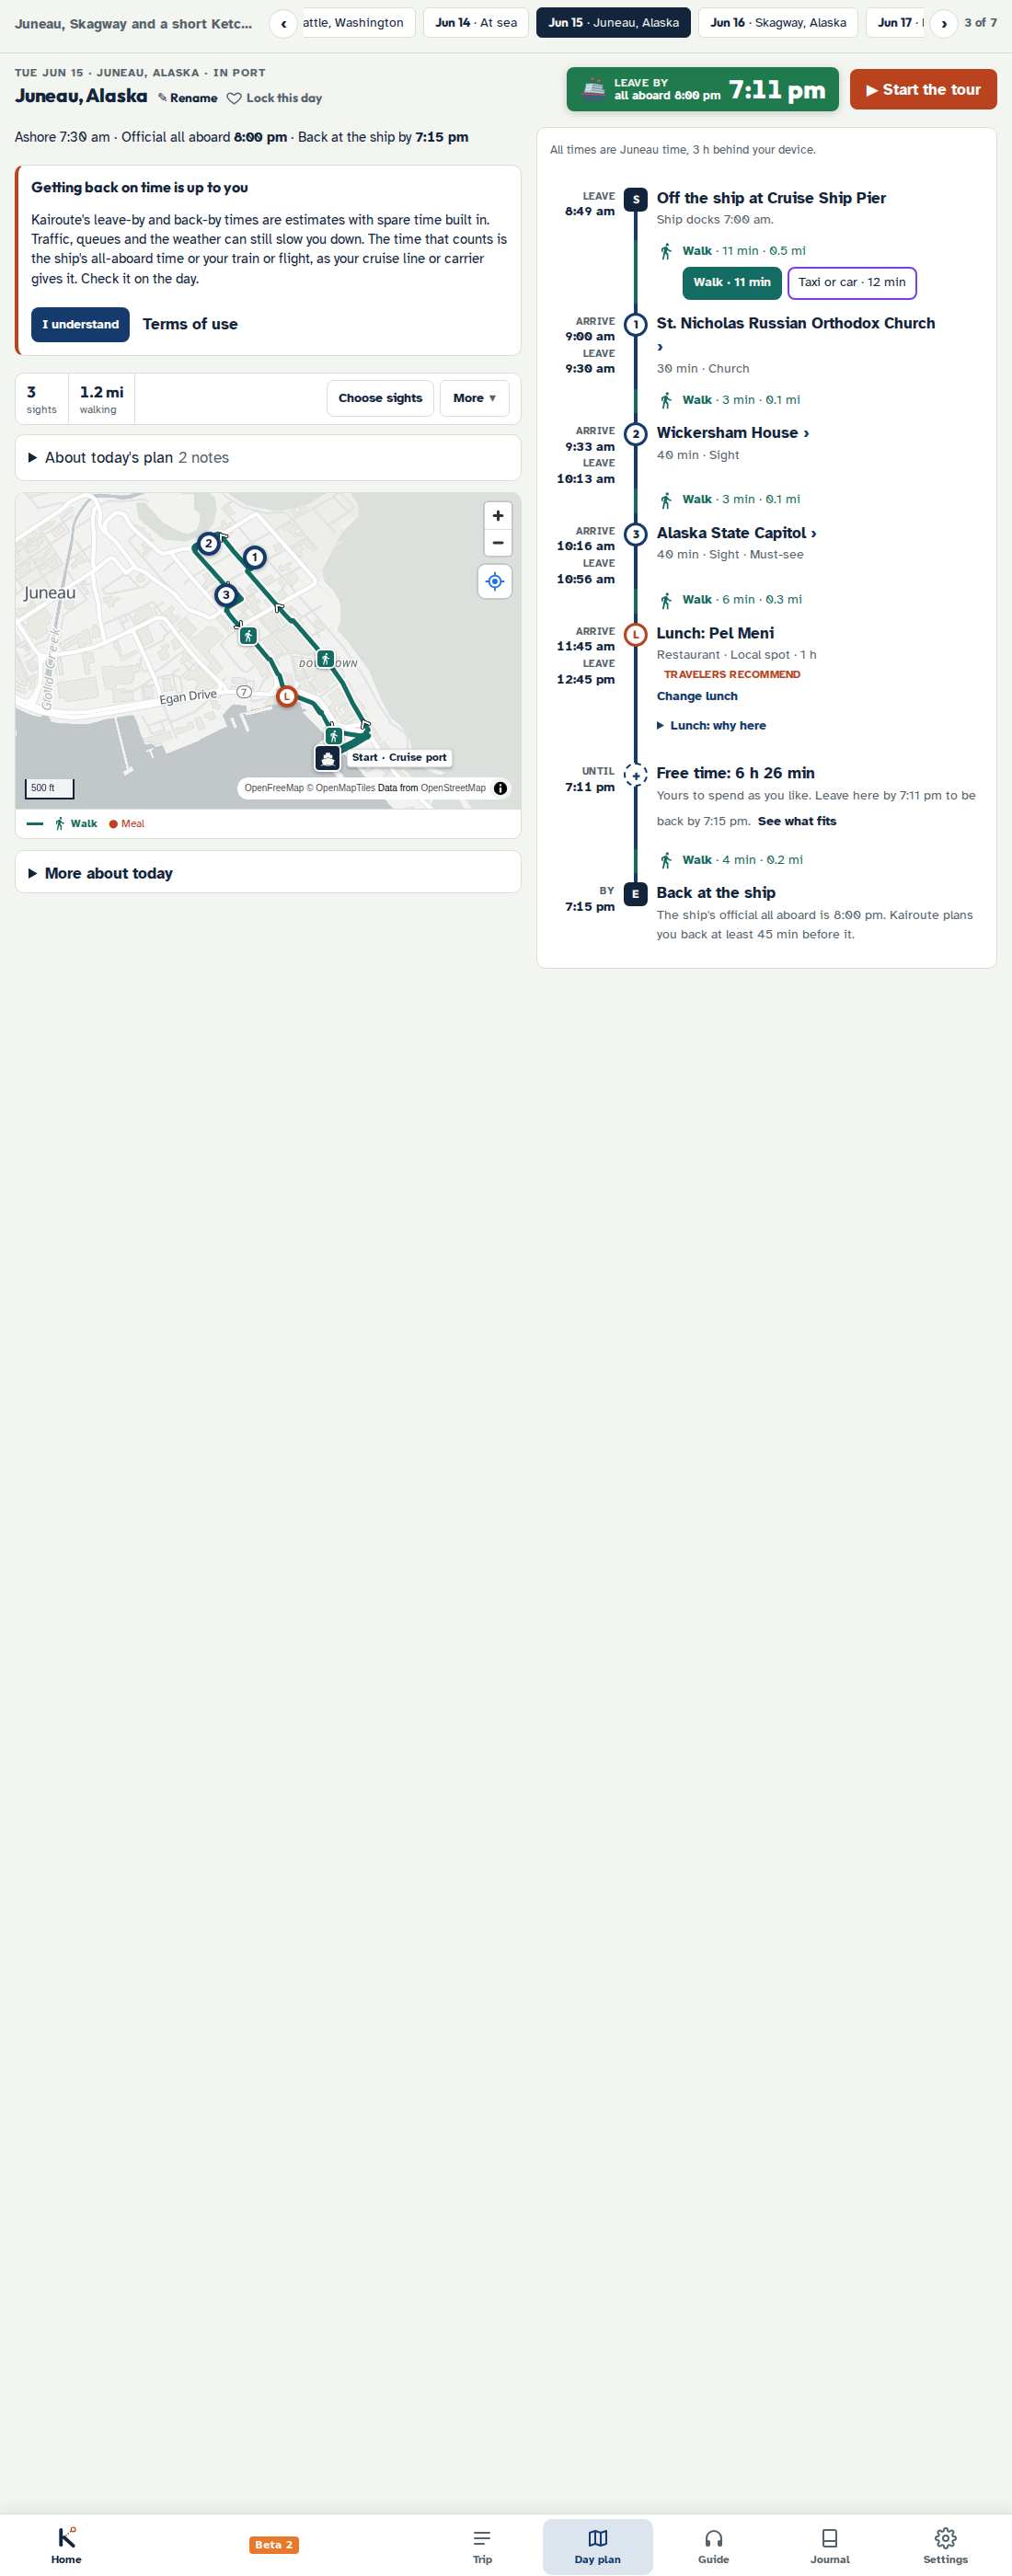 Juneau, Skagway and a short Ketc...
‹
attle, Washington
Jun 14 · At sea
Jun 15 · Juneau, Alaska
Jun 16 · Skagway, Alaska
Jun 17 ·
›
3 of 7
TUE JUN 15 · JUNEAU, ALASKA · IN PORT
Juneau, Alaska
✎ Rename
Lock this day
LEAVE BY
all aboard 8:00 pm
7:11 pm
▶ Start the tour
Ashore 7:30 am · Official all aboard 8:00 pm · Back at the ship by 7:15 pm
Getting back on time is up to you
Kairoute's leave-by and back-by times are estimates with spare time built in.
Traffic, queues and the weather can still slow you down. The time that counts is
the ship's all-aboard time or your train or flight, as your cruise line or carrier
gives it. Check it on the day.
I understand
Terms of use
3
sights
1.2 mi
walking
Choose sights
More ▼
▶ About today's plan 2 notes
Juneau
Gold Creek
Egan Drive
7
2
1
3
L
Start · Cruise port
+
−
500 ft
OpenFreeMap © OpenMapTiles Data from OpenStreetMap
Walk
Meal
▶ More about today
All times are Juneau time, 3 h behind your device.
LEAVE
8:49 am
S
Off the ship at Cruise Ship Pier
Ship docks 7:00 am.
Walk · 11 min · 0.5 mi
Walk · 11 min
Taxi or car · 12 min
ARRIVE
9:00 am
LEAVE
9:30 am
1
St. Nicholas Russian Orthodox Church
›
30 min · Church
Walk · 3 min · 0.1 mi
ARRIVE
9:33 am
LEAVE
10:13 am
2
Wickersham House ›
40 min · Sight
Walk · 3 min · 0.1 mi
ARRIVE
10:16 am
LEAVE
10:56 am
3
Alaska State Capitol ›
40 min · Sight · Must-see
Walk · 6 min · 0.3 mi
ARRIVE
11:45 am
LEAVE
12:45 pm
L
Lunch: Pel Meni
Restaurant · Local spot · 1 h
TRAVELERS RECOMMEND
Change lunch
▶ Lunch: why here
UNTIL
7:11 pm
+
Free time: 6 h 26 min
Yours to spend as you like. Leave here by 7:11 pm to be
back by 7:15 pm. See what fits
Walk · 4 min · 0.2 mi
BY
7:15 pm
E
Back at the ship
The ship's official all aboard is 8:00 pm. Kairoute plans
you back at least 45 min before it.
Home
Beta 2
Trip
Day plan
Guide
Journal
Settings